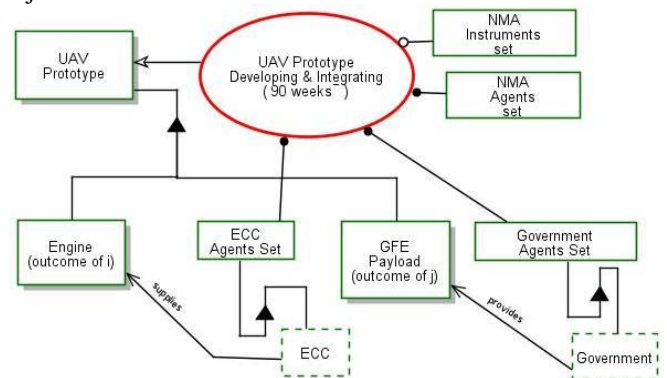 NMA
Instruments
set
UAV
Prototype
UAV Prototype
Developing & Integrating
( 90 weeks )
NMA
Agents
set
Engine
(outcome of i)
ECC
Agents Set
GFE
Payload
(outcome of j)
Government
Agents Set
supplies
provides
ECC
Government